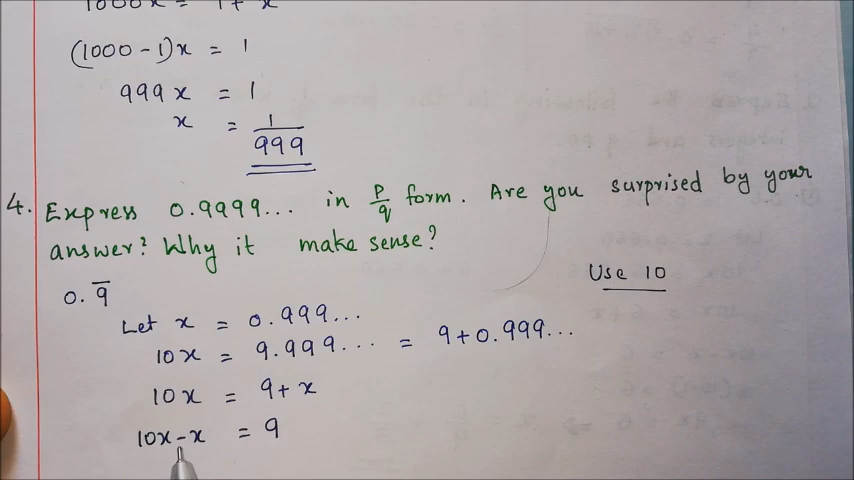 1000x = 1 + x
(1000 - 1)x = 1
999x = 1
x = 1/999
4. Express 0.9999... in p/q form. Are you surprised by your
answer? Why it make sense?
0.9̅
Use 10
Let x = 0.999...
10x = 9.999... = 9+0.999...
10x = 9+x
10x-x = 9